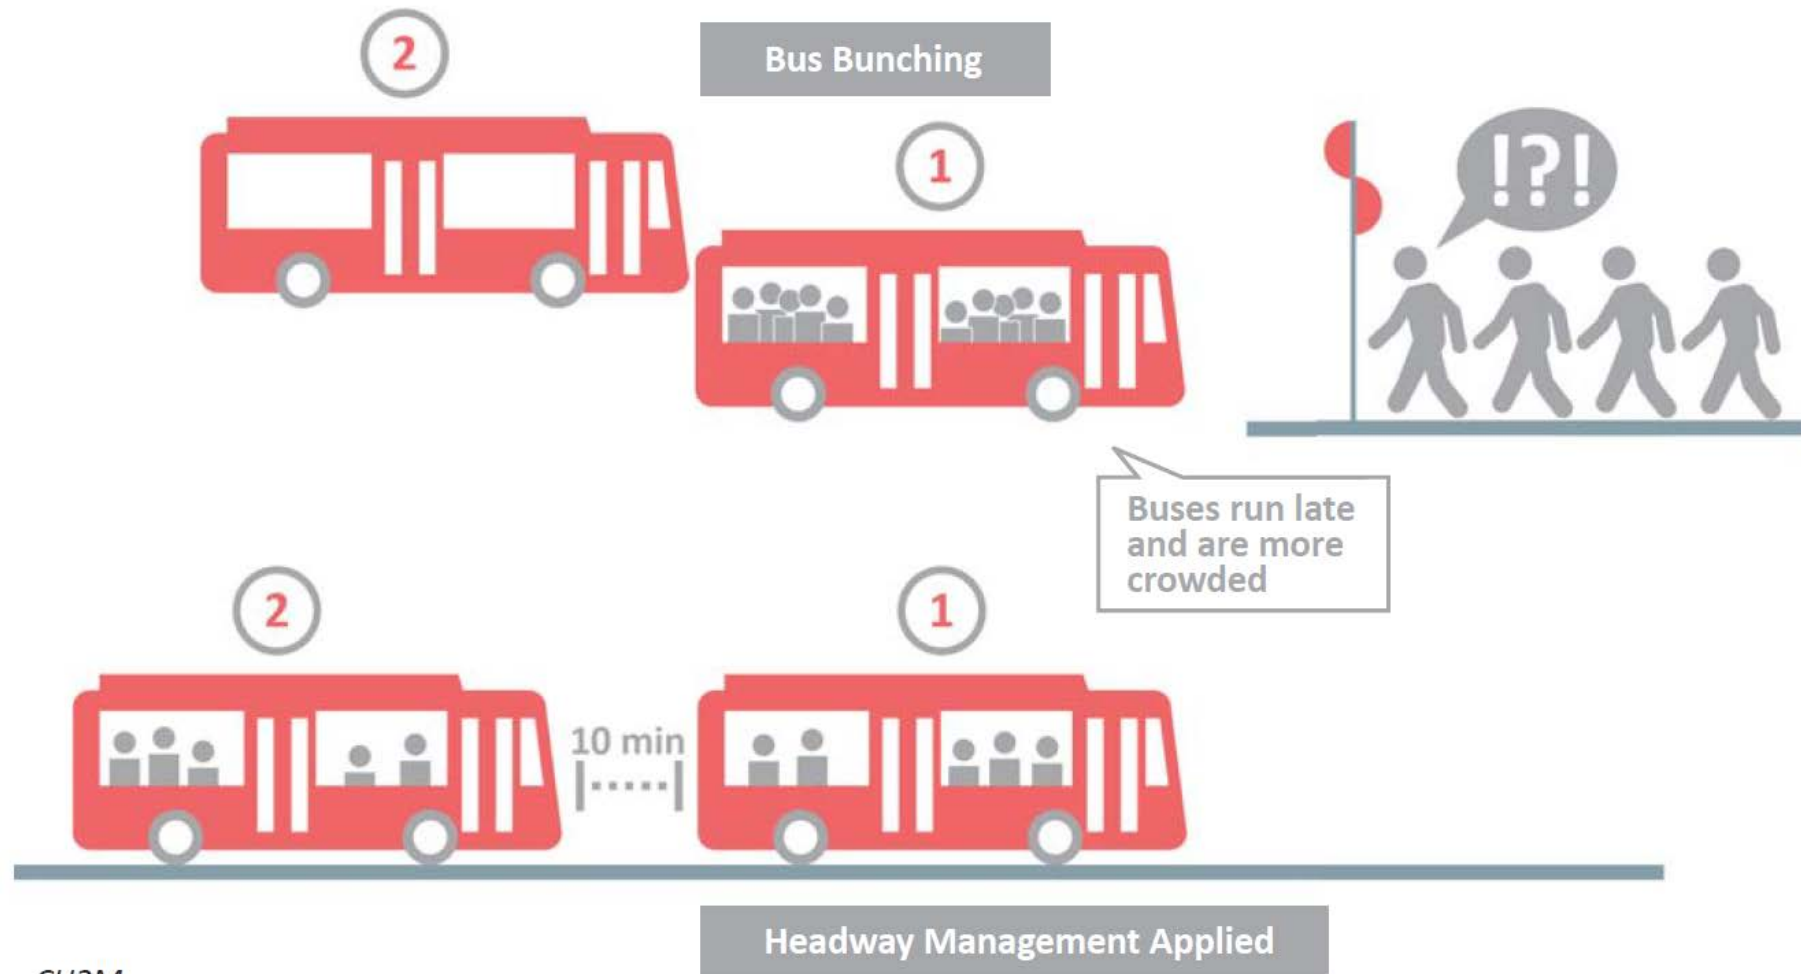 2
Bus Bunching
1
!?!
Buses run late
and are more
crowded
2
1
10 min
Headway Management Applied